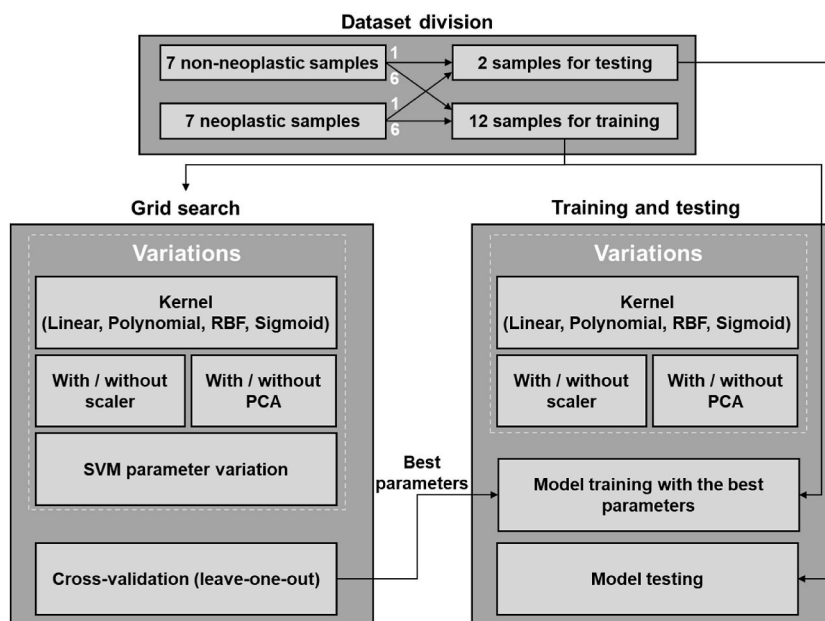 Dataset division
7 non-neoplastic samples
1
2 samples for testing
6
1
7 neoplastic samples
6
12 samples for training
Grid search
Variations
Kernel
(Linear, Polynomial, RBF, Sigmoid)
With / without
scaler
With / without
PCA
SVM parameter variation
Cross-validation (leave-one-out)
Best
parameters
Training and testing
Variations
Kernel
(Linear, Polynomial, RBF, Sigmoid)
With / without
scaler
With / without
PCA
Model training with the best
parameters
Model testing